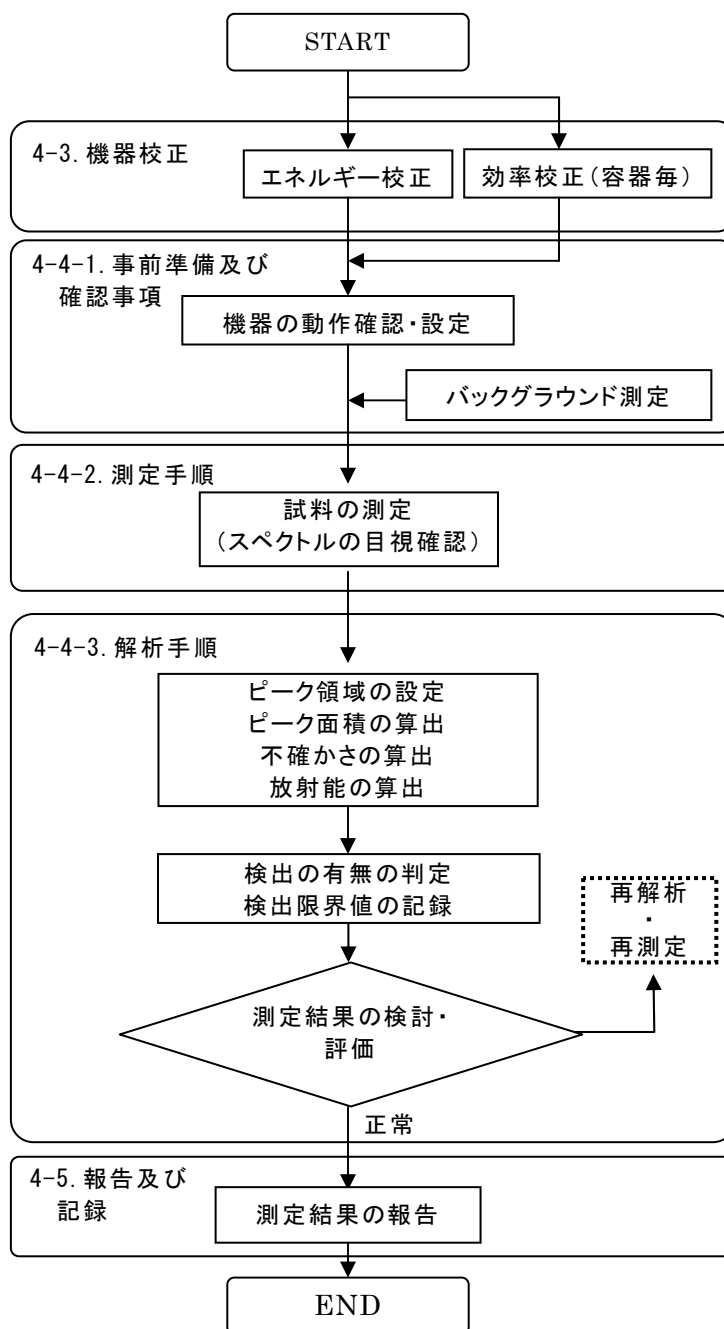 START
4-3. 機器校正
エネルギー校正
効率校正(容器毎)
4-4-1. 事前準備及び
確認事項
機器の動作確認・設定
バックグラウンド測定
4-4-2. 測定手順
試料の測定
(スペクトルの目視確認)
4-4-3. 解析手順
ピーク領域の設定
ピーク面積の算出
不確かさの算出
放射能の算出
検出の有無の判定
検出限界値の記録
再解析
・
再測定
測定結果の検討・
評価
正常
4-5. 報告及び
記録
測定結果の報告
END